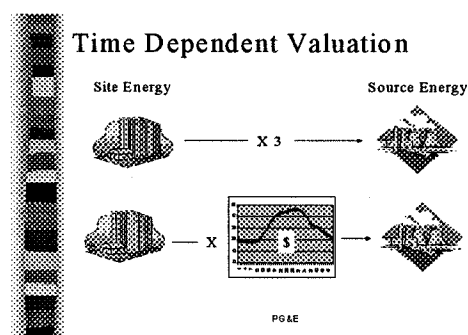 Time Dependent Valuation
Site Energy Source Energy
X 3
X $
PG&E